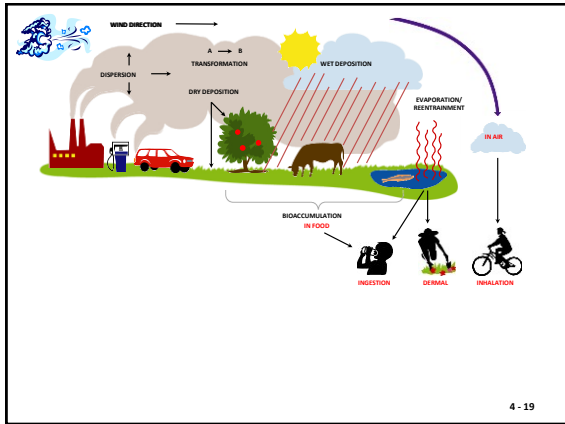 WIND DIRECTION
A B
TRANSFORMATION
WET DEPOSITION
DISPERSION
DRY DEPOSITION
EVAPORATION/
REENTRAINMENT
IN AIR
BIOACCUMULATION
IN FOOD
INGESTION
DERMAL
INHALATION
4 - 19